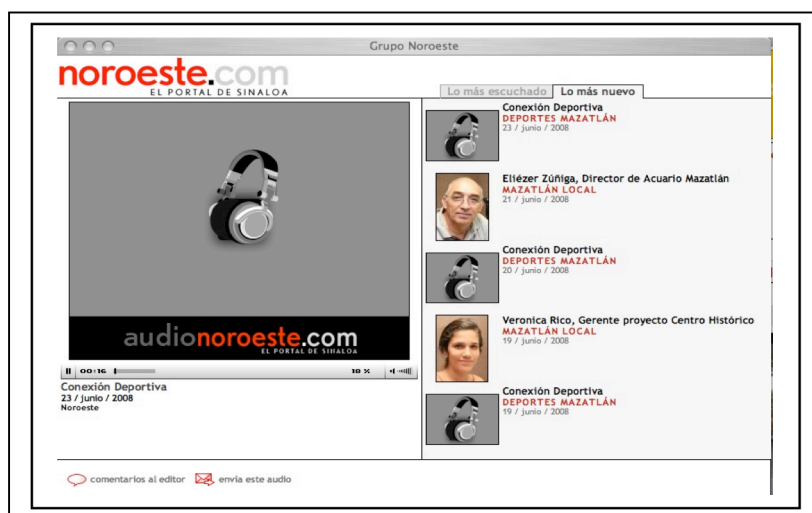 Grupo Noroeste
noroeste.com
EL PORTAL DE SINALOA
Lo más escuchado
Lo más nuevo
audionoroeste.com
EL PORTAL DE SINALOA
00:16
18 %
Conexión Deportiva
23 / junio / 2008
Noroeste
Conexión Deportiva
DEPORTES MAZATLÁN
23 / junio / 2008
Eliézer Zúñiga, Director de Acuario Mazatlán
MAZATLÁN LOCAL
21 / junio / 2008
Conexión Deportiva
DEPORTES MAZATLÁN
20 / junio / 2008
Veronica Rico, Gerente proyecto Centro Histórico
MAZATLÁN LOCAL
19 / junio / 2008
Conexión Deportiva
DEPORTES MAZATLÁN
19 / junio / 2008
comentarios al editor
envia este audio